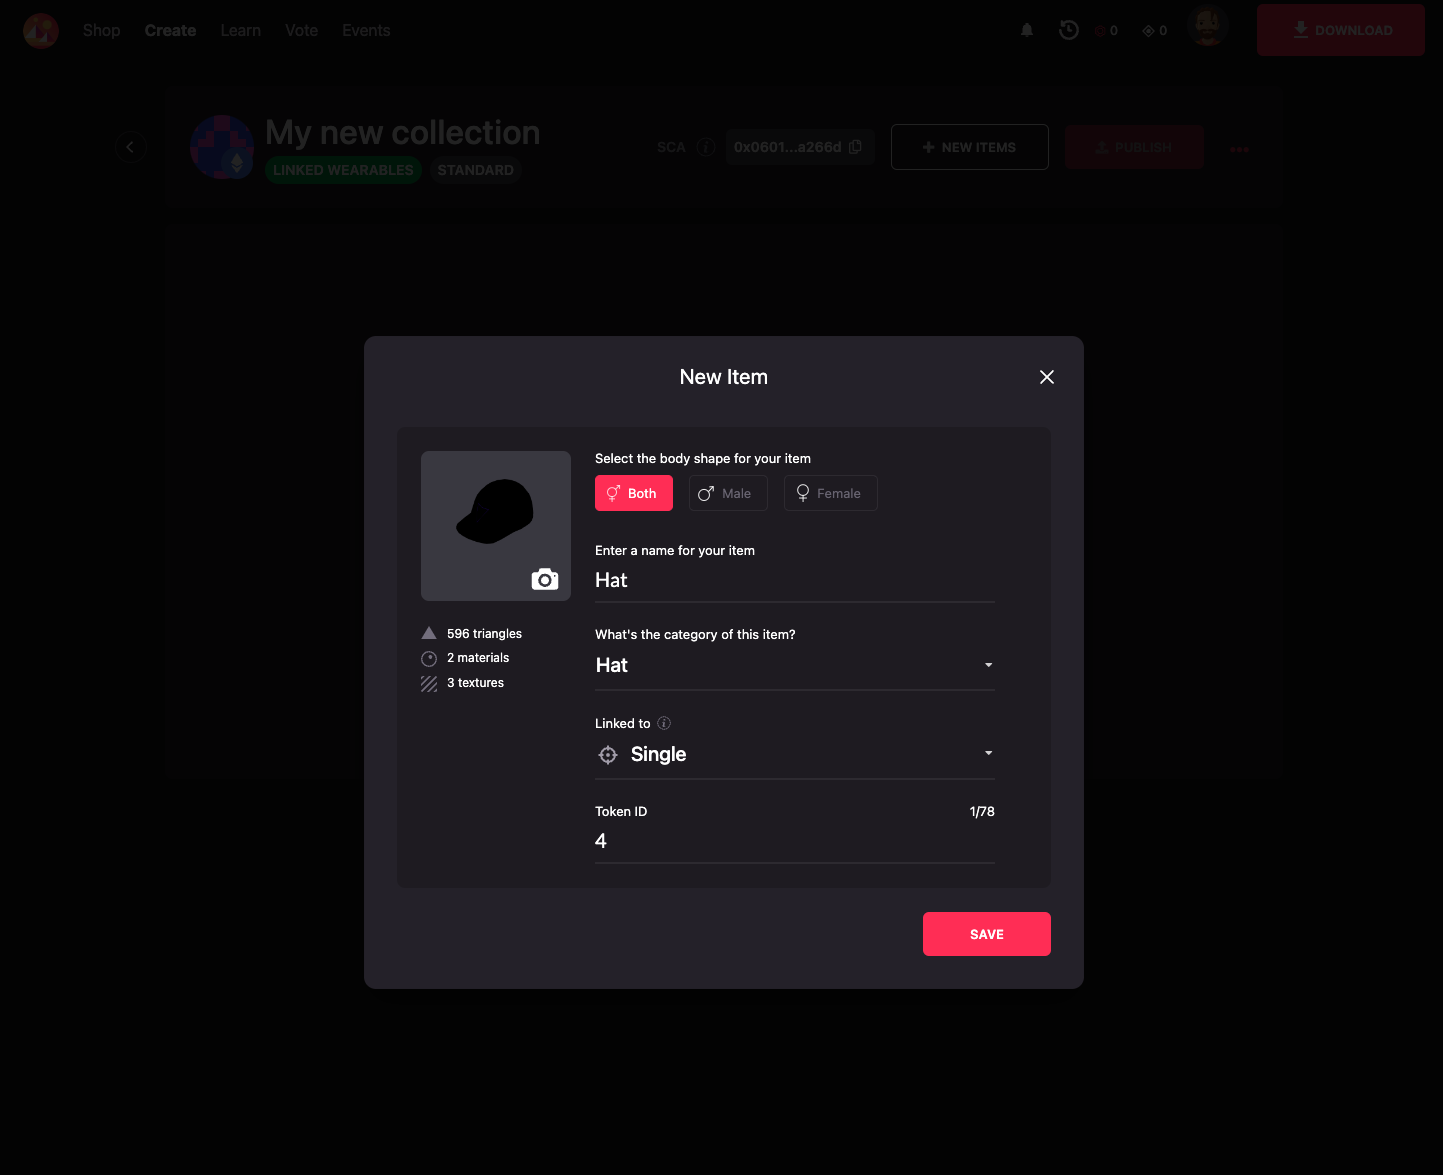 Shop Create Learn Vote Events 0 0 DOWNLOAD
My new collection
LINKED WEARABLES STANDARD
SCA 0x0601...a266d NEW ITEMS PUBLISH
New Item
Select the body shape for your item
Both Male Female
Enter a name for your item
Hat
596 triangles
2 materials
3 textures
What's the category of this item?
Hat
Linked to
Single
Token ID 1/78
4
SAVE